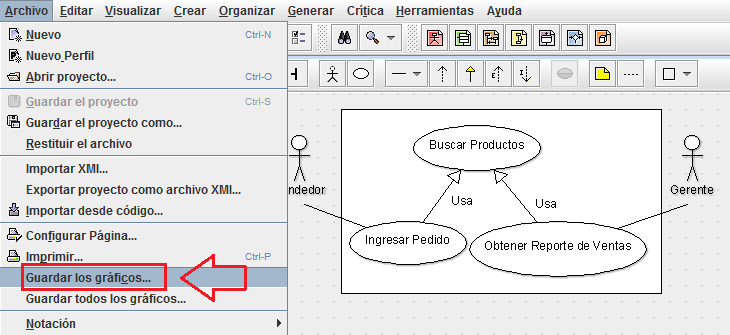 Archivo Editar Visualizar Crear Organizar Generar Crítica Herramientas Ayuda
Nuevo Ctrl-N
Nuevo Perfil
Abrir proyecto... Ctrl-O
Guardar el proyecto Ctrl-S
Guardar el proyecto como...
Restituir el archivo
Importar XMI...
Exportar proyecto como archivo XMI...
Importar desde código...
Configurar Página...
Imprimir... Ctrl-P
Guardar los gráficos...
Guardar todos los gráficos...
Notación
Buscar Productos
Usa
Usa
ndedor
Gerente
Ingresar Pedido
Obtener Reporte de Ventas